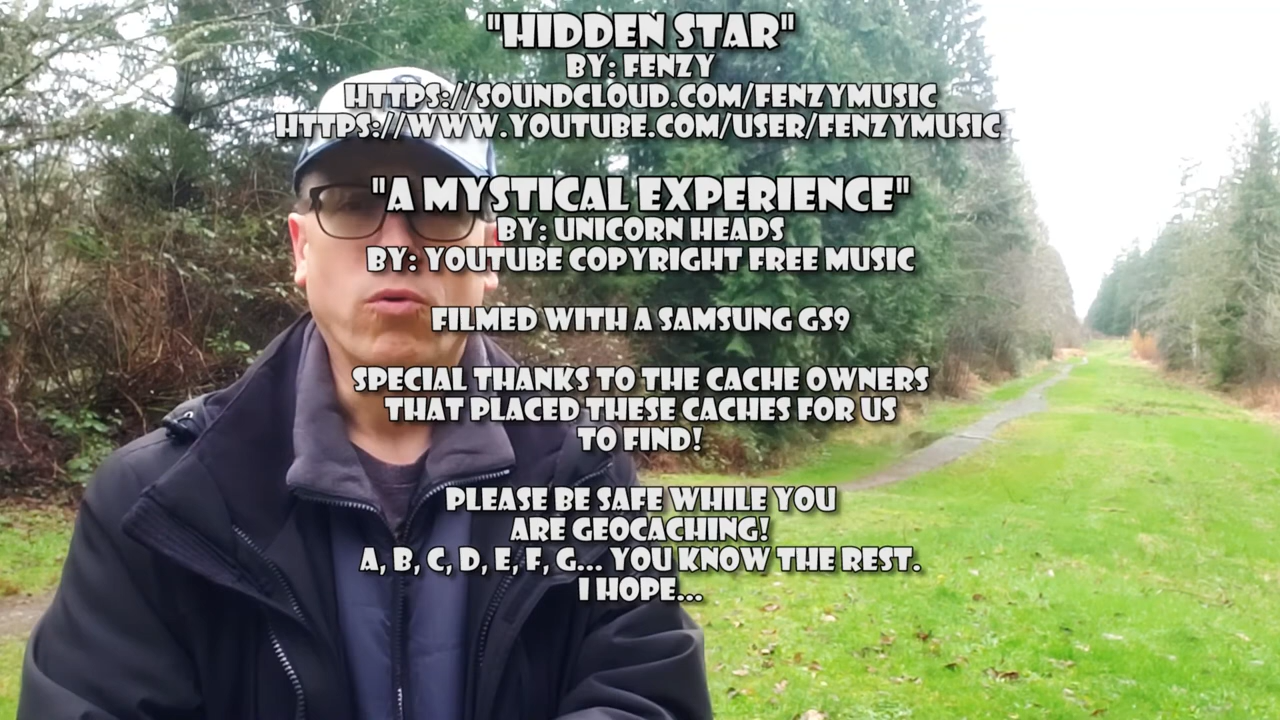 "HIDDEN STAR"
BY: FENZY
HTTPS://SOUNDCLOUD.COM/FENZYMUSIC
HTTPS://WWW.YOUTUBE.COM/USER/FENZYMUSIC
"A MYSTICAL EXPERIENCE"
BY: UNICORN HEADS
BY: YOUTUBE COPYRIGHT FREE MUSIC
FILMED WITH A SAMSUNG GS9
SPECIAL THANKS TO THE CACHE OWNERS
THAT PLACED THESE CACHES FOR US
TO FIND!
PLEASE BE SAFE WHILE YOU
ARE GEOCACHING!
A, B, C, D, E, F, G... YOU KNOW THE REST.
I HOPE...